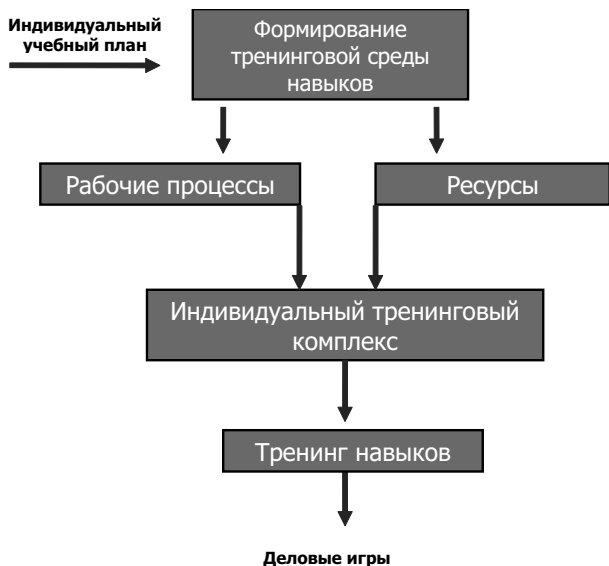 Индивидуальный
учебный план
Формирование
тренинговой среды
навыков
Рабочие процессы
Ресурсы
Индивидуальный тренинговый
комплекс
Тренинг навыков
Деловые игры